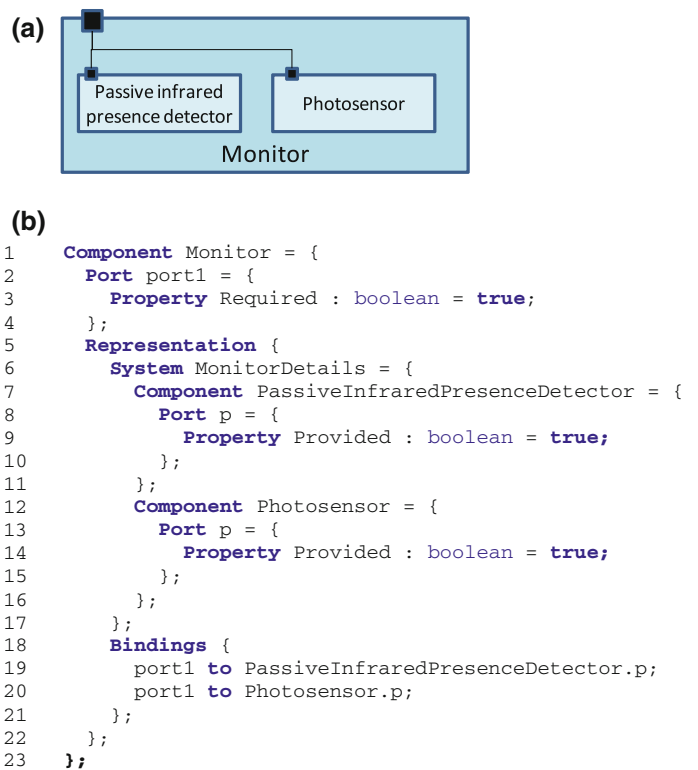 (a)
Passive infrared
presence detector
Photosensor
Monitor
(b)
1 Component Monitor = {
2 Port port1 = {
3 Property Required : boolean = true;
4 };
5 Representation {
6 System MonitorDetails = {
7 Component PassiveInfraredPresenceDetector = {
8 Port p = {
9 Property Provided : boolean = true;
10 };
11 };
12 Component Photosensor = {
13 Port p = {
14 Property Provided : boolean = true;
15 };
16 };
17 };
18 Bindings {
19 port1 to PassiveInfraredPresenceDetector.p;
20 port1 to Photosensor.p;
21 };
22 };
23 };